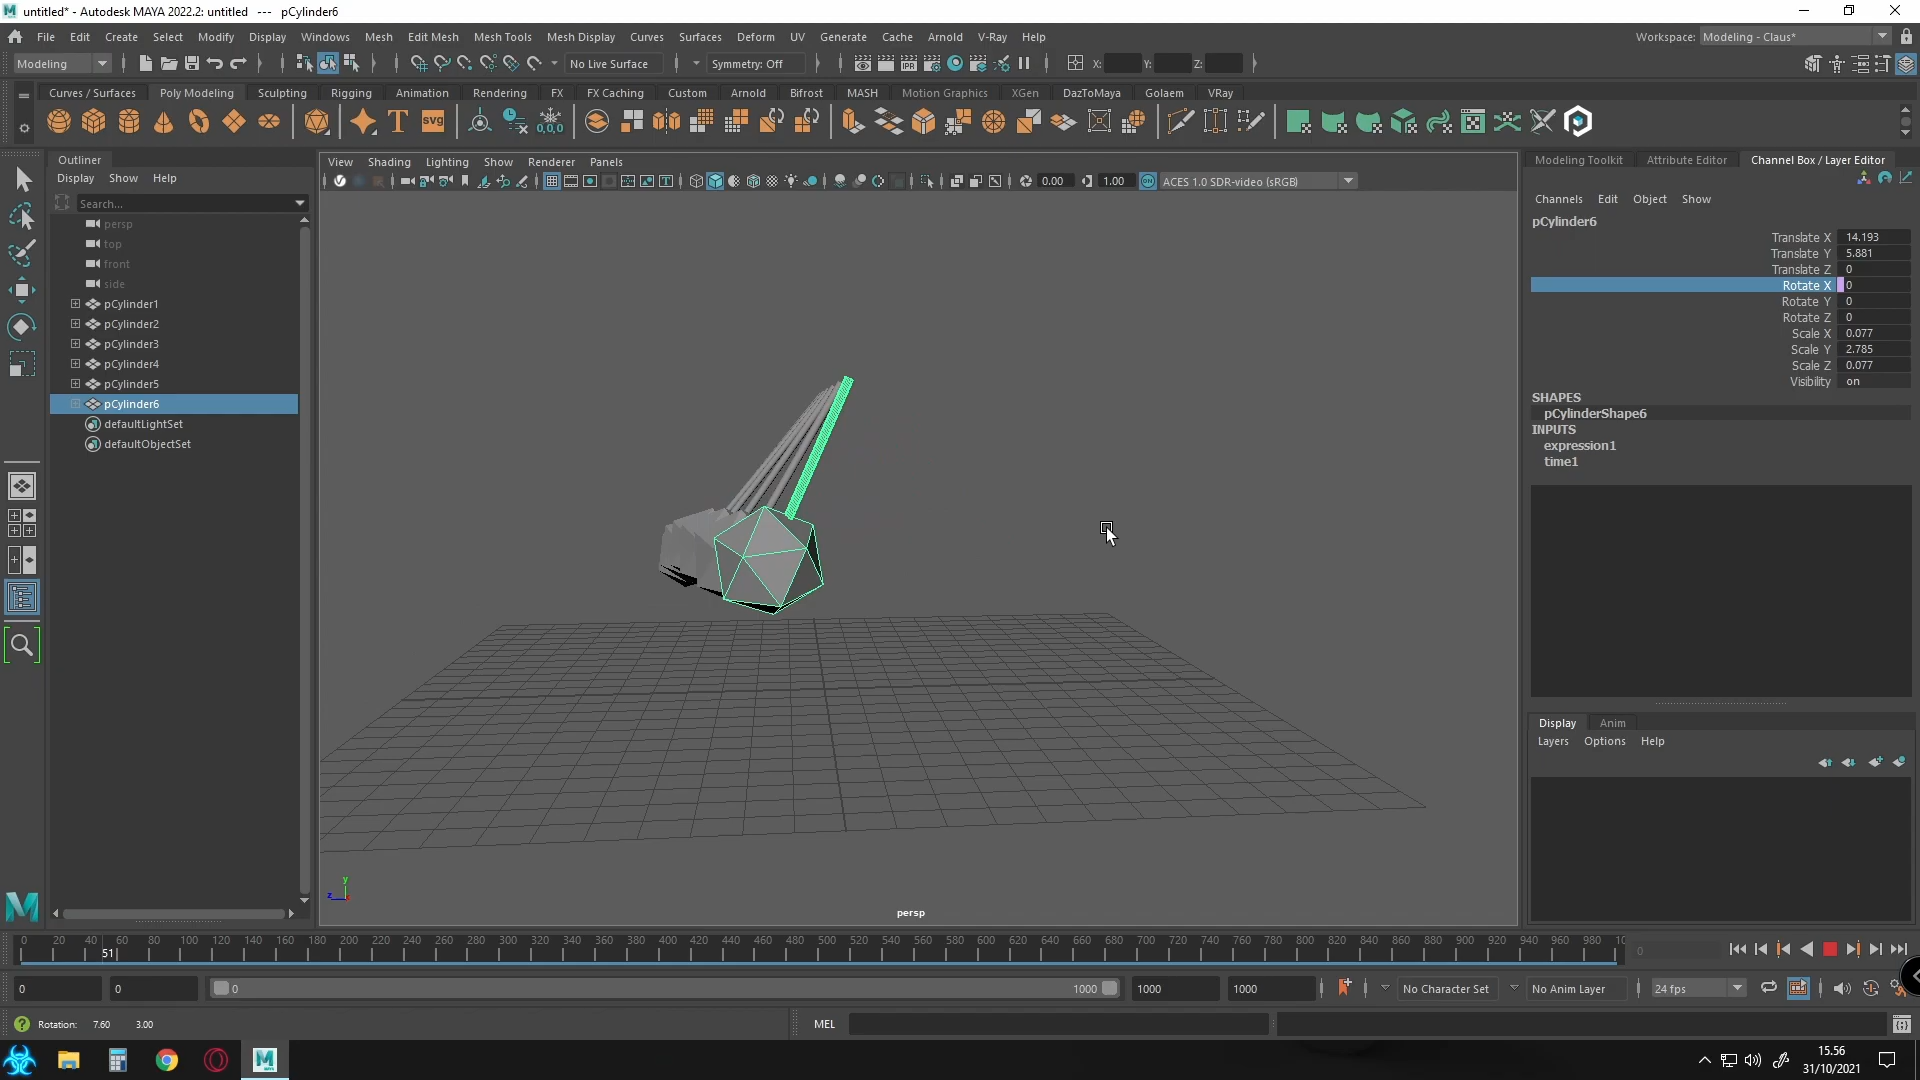 untitled* - Autodesk MAYA 2022.2: untitled   ---   pCylinder6
File Edit Create Select Modify Display Windows Mesh Edit Mesh Mesh Tools Mesh Display Curves Surfaces Deform UV Generate Cache Arnold V-Ray Help
Workspace: Modeling - Claus*
Modeling No Live Surface Symmetry: Off IPR X: Y: Z:
Curves / Surfaces Poly Modeling Sculpting Rigging Animation Rendering FX FX Caching Custom Arnold Bifrost MASH Motion Graphics XGen DazToMaya Golaem VRay
T svg 0,0,0
Outliner
Display Show Help
Search...
persp
top
front
side
pCylinder1
pCylinder2
pCylinder3
pCylinder4
pCylinder5
pCylinder6
defaultLightSet
defaultObjectSet
View Shading Lighting Show Renderer Panels
0.00 1.00 ON ACES 1.0 SDR-video (sRGB)
y
z
persp
Modeling Toolkit Attribute Editor Channel Box / Layer Editor
Channels Edit Object Show
pCylinder6
Translate X 14.193
Translate Y 5.881
Translate Z 0
Rotate X 0
Rotate Y 0
Rotate Z 0
Scale X 0.077
Scale Y 2.785
Scale Z 0.077
Visibility on
SHAPES
pCylinderShape6
INPUTS
expression1
time1
Display Anim
Layers Options Help
0 20 40 60 80 100 120 140 160 180 200 220 240 260 280 300 320 340 360 380 400 420 440 460 480 500 520 540 560 580 600 620 640 660 680 700 720 740 760 780 800 820 840 860 880 900 920 940 960 980 10
51
0
0 0 0 1000 1000 1000 No Character Set No Anim Layer 24 fps
Rotation: 7.60 3.00 MEL
15.56
31/10/2021